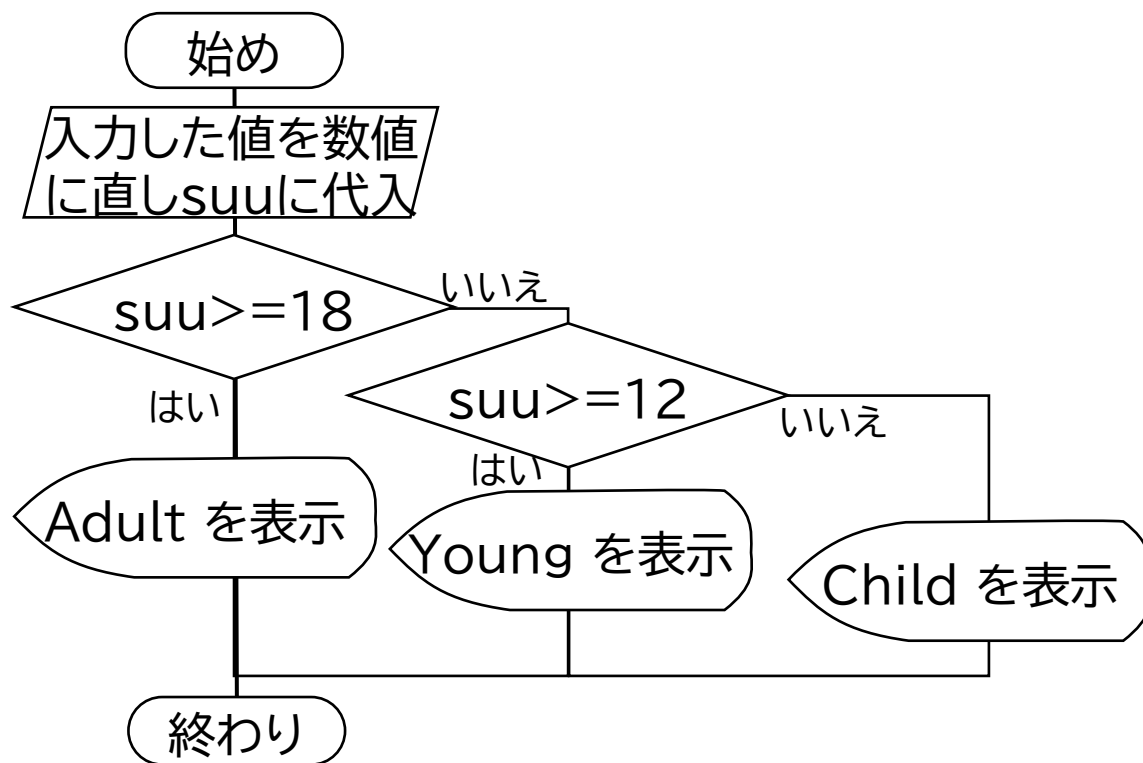 始め
入力した値を数値
に直しsuuに代入
suu>=18
いいえ
はい
suu>=12
いいえ
はい
Adult を表示
Young を表示
Child を表示
終わり